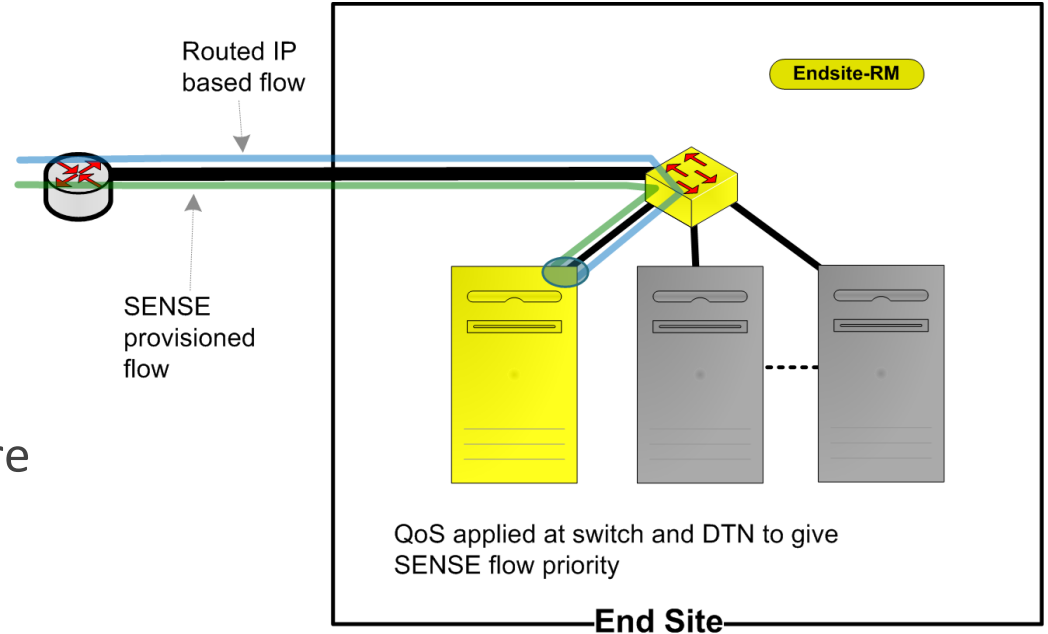 Routed IP
based flow
Endsite-RM
SENSE
provisioned
flow
re
QoS applied at switch and DTN to give
SENSE flow priority
End Site